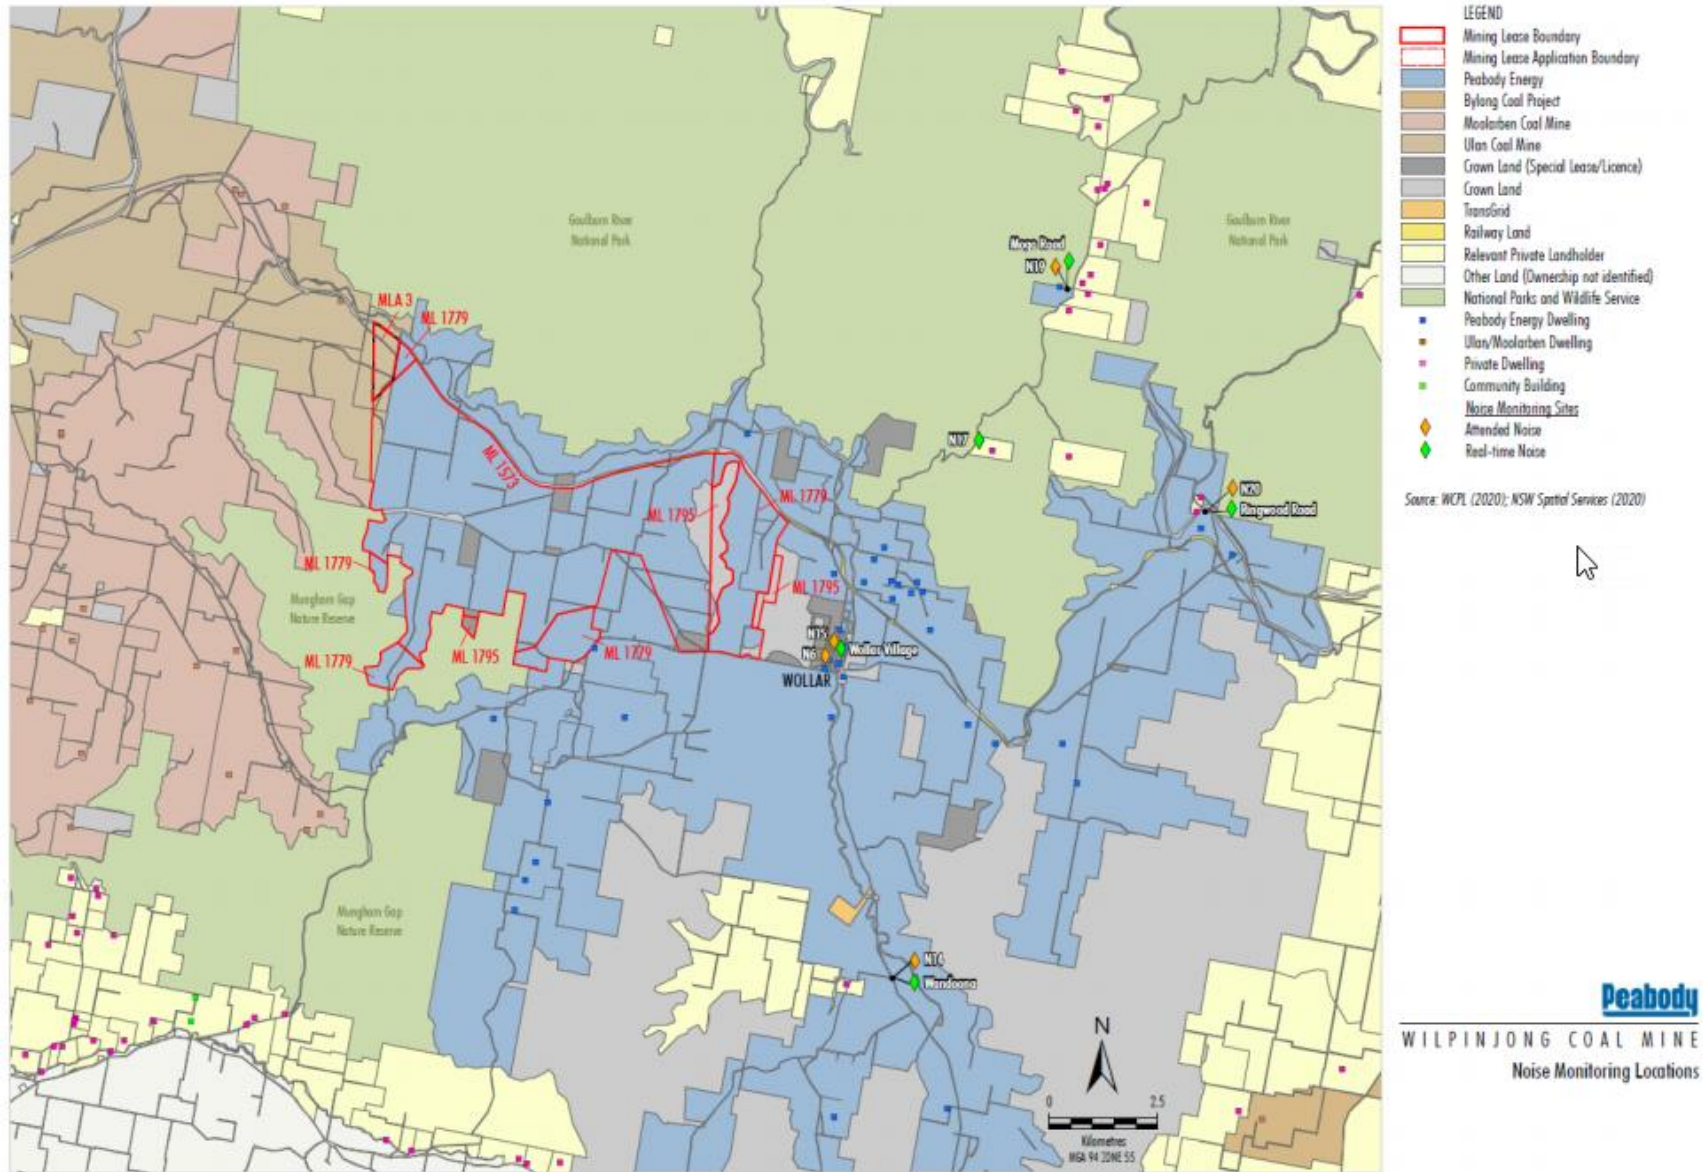 LEGEND
Mining Lease Boundary
Mining Lease Application Boundary
Peabody Energy
Bylong Coal Project
Moolarben Coal Mine
Ulan Coal Mine
Crown Land (Special Lease/Licence)
Crown Land
TransGrid
Railway Land
Relevant Private Landholder
Other Land (Ownership not identified)
National Parks and Wildlife Service
Peabody Energy Dwelling
Ulan/Moolarben Dwelling
Private Dwelling
Community Building
Noise Monitoring Sites
Attended Noise
Real-time Noise
Source: WCPL (2020); NSW Spatial Services (2020)
Goulburn River
National Park
Goulburn River
National Park
Mogo Road
N19
MLA 3
ML 1779
N17
ML 1573
ML 1779
ML 1795
N20
Ringwood Road
ML 1779
ML 1795
Munghorn Gap
Nature Reserve
N15
Wollar Village
N6
ML 1779
ML 1795
ML 1779
WOLLAR
Munghorn Gap
Nature Reserve
N14
Wandoona
N
0 2.5
Kilometres
MGA 94 ZONE 55
Peabody
WILPINJONG COAL MINE
Noise Monitoring Locations